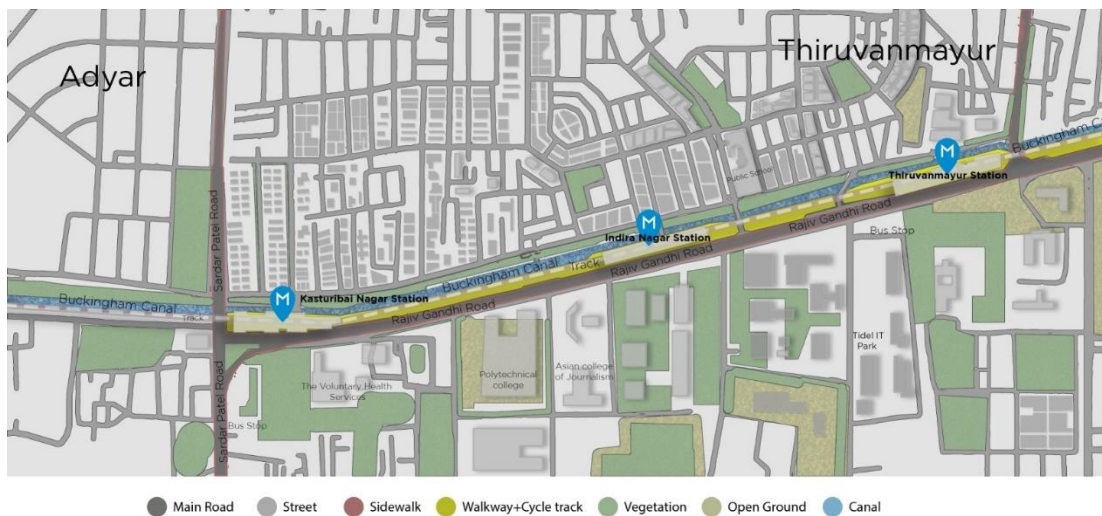 Adyar
Thiruvanmayur
Sardar Patel Road
Public School
Buckingham Ca
M
Thiruvanmayur Station
M
Indira Nagar Station
Rajiv Gandhi Road
Bus Stop
Buckingham Canal
Track
Rajiv Gandhi Road
M
Kasturibai Nagar Station
Buckingham Canal
Track
Rajiv Gandhi Road
Tidel IT
Park
Asian college
of Journalism
Polytechnical
college
The Voluntary Health
Services
Sardar Patel Road
Bus Stop
Main Road
Street
Sidewalk
Walkway+Cycle track
Vegetation
Open Ground
Canal